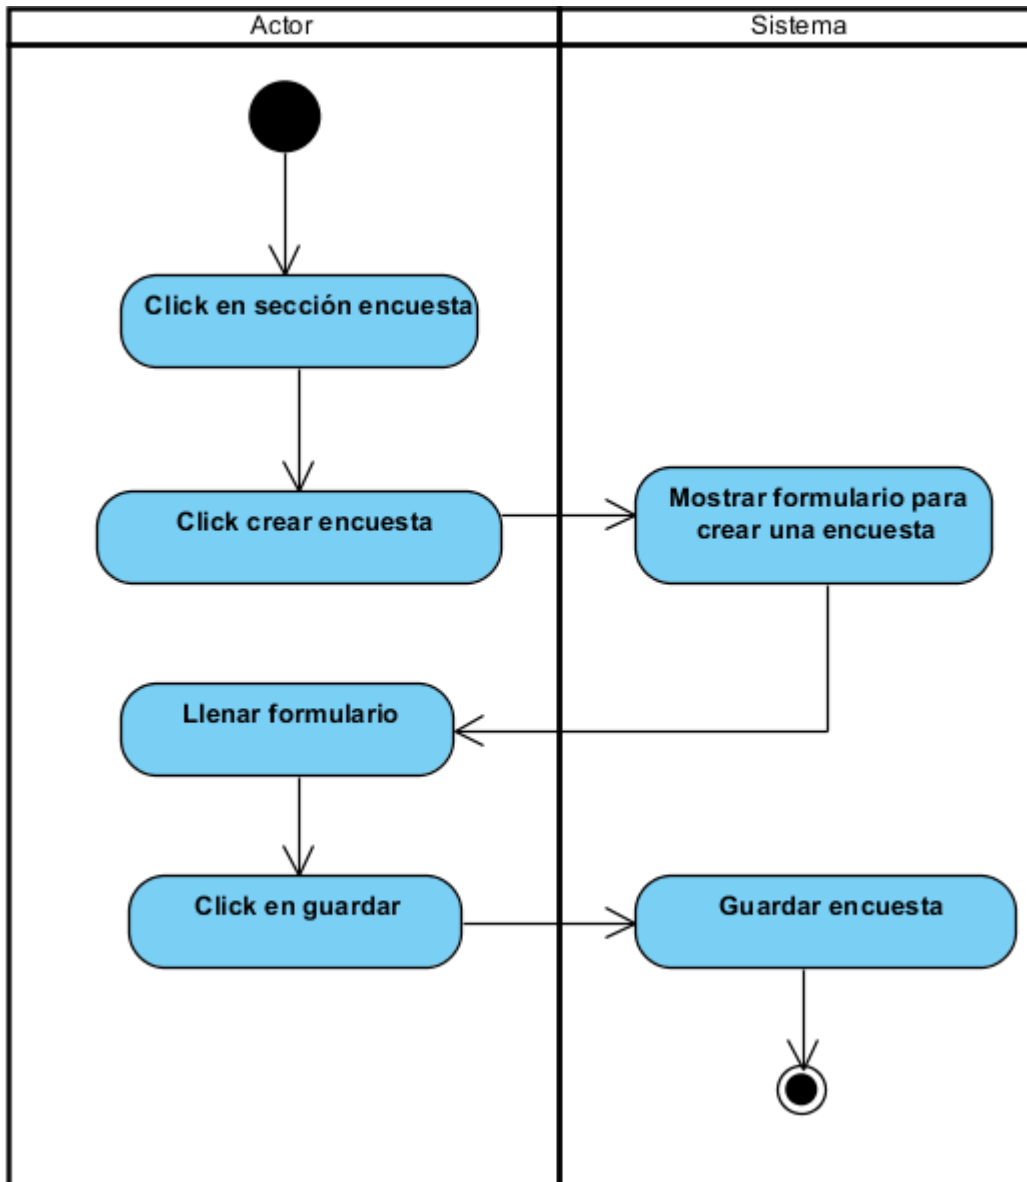 Actor
Sistema
Click en sección encuesta
Click crear encuesta
Mostrar formulario para
crear una encuesta
Llenar formulario
Click en guardar
Guardar encuesta